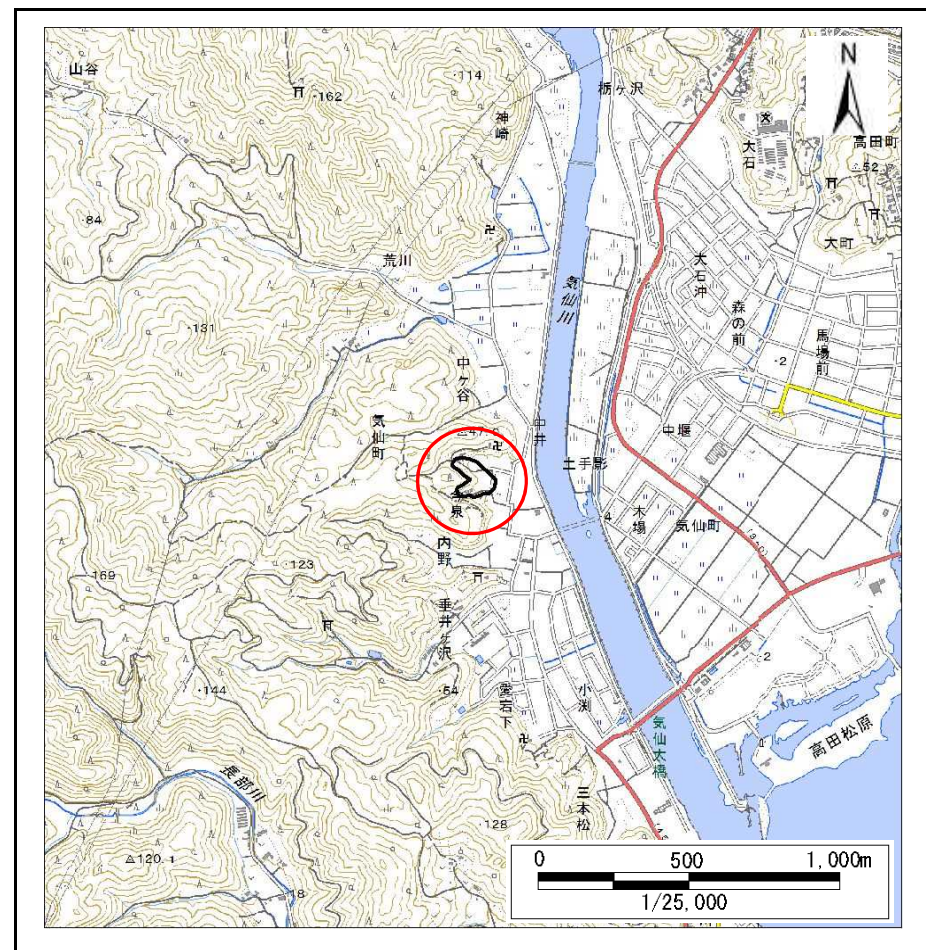 山谷
・114
・162
神崎
栃ヶ沢
N
大石
高田町
△52
・84
荒川
気仙川
大石沖
大町
森の前
・131
・2
馬場前
中ヶ谷
気仙町
中井
中堰
土手影
4
木場
気仙町
内野
・123
・169
垂井ヶ沢
・2
・144
・54
愛宕下
小渕
気仙大橋
1
高田松原
長部川
三本松
・128
△120.1
18
0 500 1,000m
1/25,000